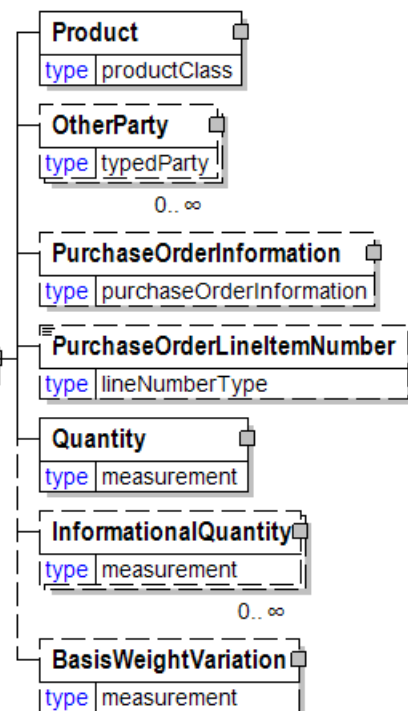 Product
type productClass
OtherParty
type typedParty
0.. ∞
PurchaseOrderInformation
type purchaseOrderInformation
PurchaseOrderLineItemNumber
type lineNumberType
Quantity
type measurement
InformationalQuantity
type measurement
0.. ∞
BasisWeightVariation
type measurement